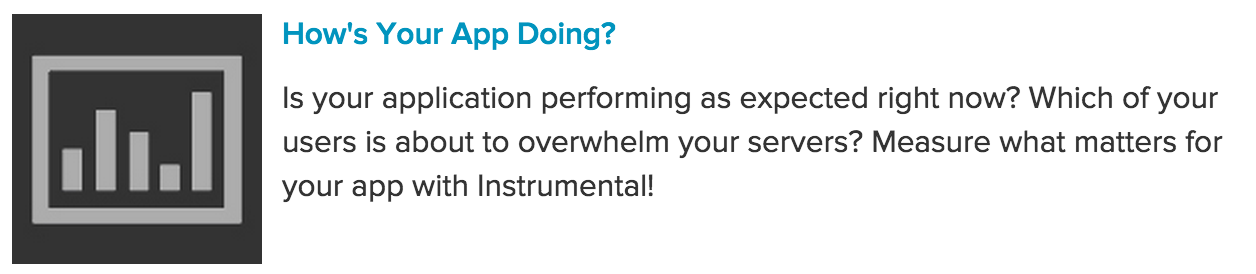 How's Your App Doing?
Is your application performing as expected right now? Which of your
users is about to overwhelm your servers? Measure what matters for
your app with Instrumental!